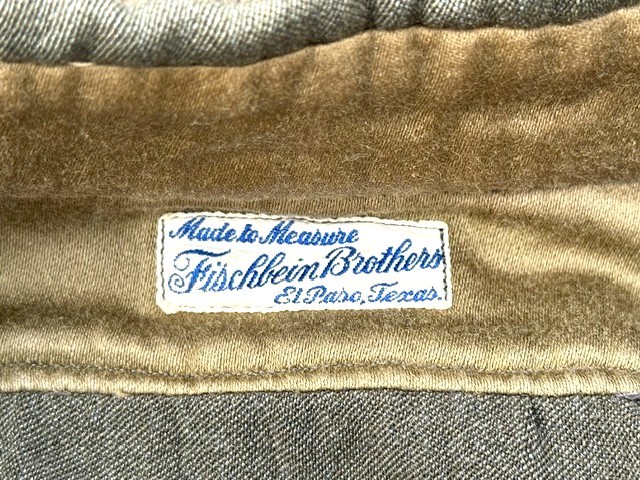 Made to Measure
Fischbein Brothers
El Paso, Texas.